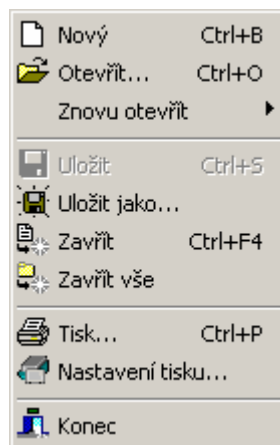 Nový Ctrl+B
Otevřít... Ctrl+O
Znovu otevřít
Uložit Ctrl+S
Uložit jako...
Zavřít Ctrl+F4
Zavřít vše
Tisk... Ctrl+P
Nastavení tisku...
Konec